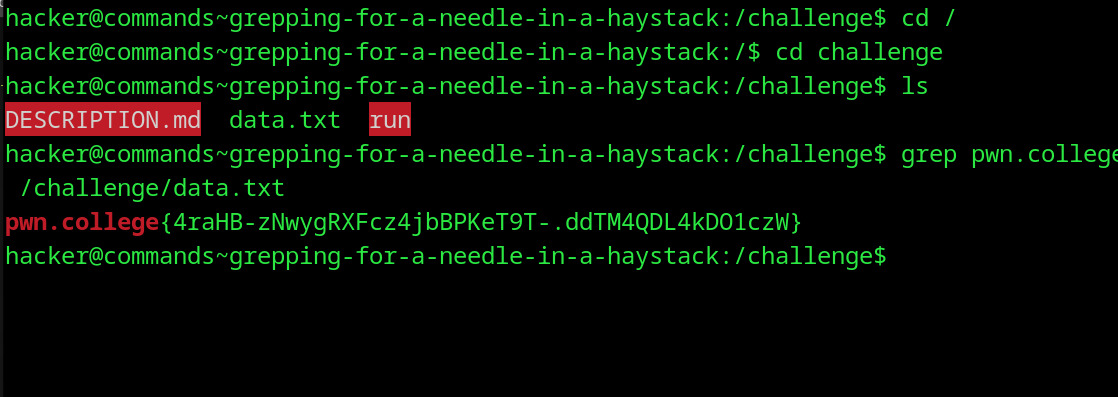 hacker@commands~grepping-for-a-needle-in-a-haystack:/challenge$ cd /
hacker@commands~grepping-for-a-needle-in-a-haystack:/$ cd challenge
hacker@commands~grepping-for-a-needle-in-a-haystack:/challenge$ ls
DESCRIPTION.md  data.txt  run
hacker@commands~grepping-for-a-needle-in-a-haystack:/challenge$ grep pwn.college
 /challenge/data.txt
pwn.college{4raHB-zNwygRXFcz4jbBPKeT9T-.ddTM4QDL4kDO1czW}
hacker@commands~grepping-for-a-needle-in-a-haystack:/challenge$